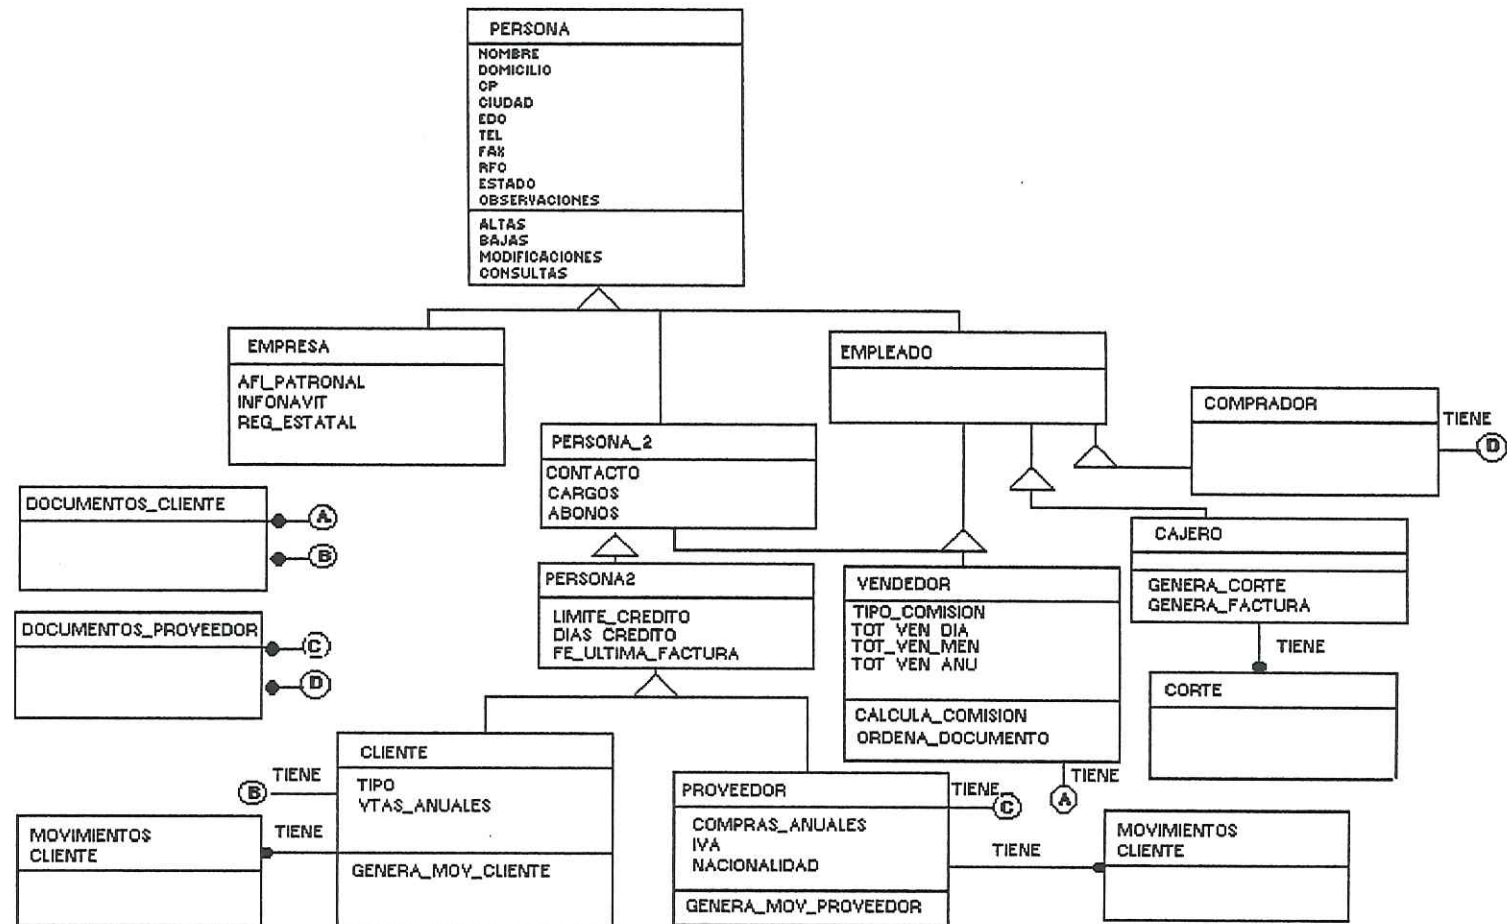 PERSONA
NOMBRE
DOMICILIO
CP
CIUDAD
EDO
TEL
FAX
RFO
ESTADO
OBSERVACIONES
ALTAS
BAJAS
MODIFICACIONES
CONSULTAS
EMPRESA
AFI_PATRONAL
INFONAVIT
REG_ESTATAL
EMPLEADO
COMPRADOR
TIENE
D
PERSONA_2
CONTACTO
CARGOS
ABONOS
DOCUMENTOS_CLIENTE
A
B
CAJERO
GENERA_CORTE
GENERA_FACTURA
TIENE
CORTE
PERSONA2
LIMITE_CREDITO
DIAS CREDITO
FE_ULTIMA_FACTURA
VENDEDOR
TIPO_COMISION
TOT VEN DIA
TOT_VEN_MEN
TOT VEN ANU
CALCULA_COMISION
ORDENA_DOCUMENTO
TIENE
A
DOCUMENTOS_PROVEEDOR
C
D
CLIENTE
TIPO
VTAS_ANUALES
GENERA_MOV_CLIENTE
TIENE
B
TIENE
MOVIMIENTOS
CLIENTE
PROVEEDOR
COMPRAS_ANUALES
IVA
NACIONALIDAD
GENERA_MOV_PROVEEDOR
TIENE
C
TIENE
MOVIMIENTOS
CLIENTE